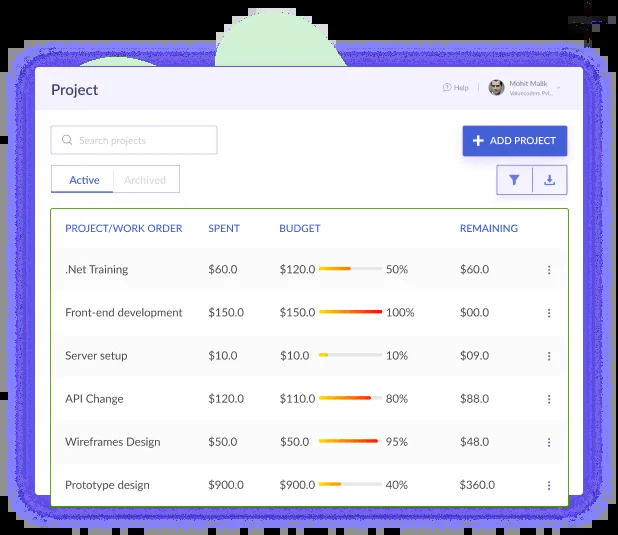 Project
Help
Mohit Malik
Valuecoders Pvt..
Search projects
ADD PROJECT
Active Archived
PROJECT/WORK ORDER SPENT BUDGET REMAINING
.Net Training $60.0 $120.0 50% $60.0
Front-end development $150.0 $150.0 100% $00.0
Server setup $10.0 $10.0 10% $09.0
API Change $120.0 $110.0 80% $88.0
Wireframes Design $50.0 $50.0 95% $48.0
Prototype design $900.0 $900.0 40% $360.0